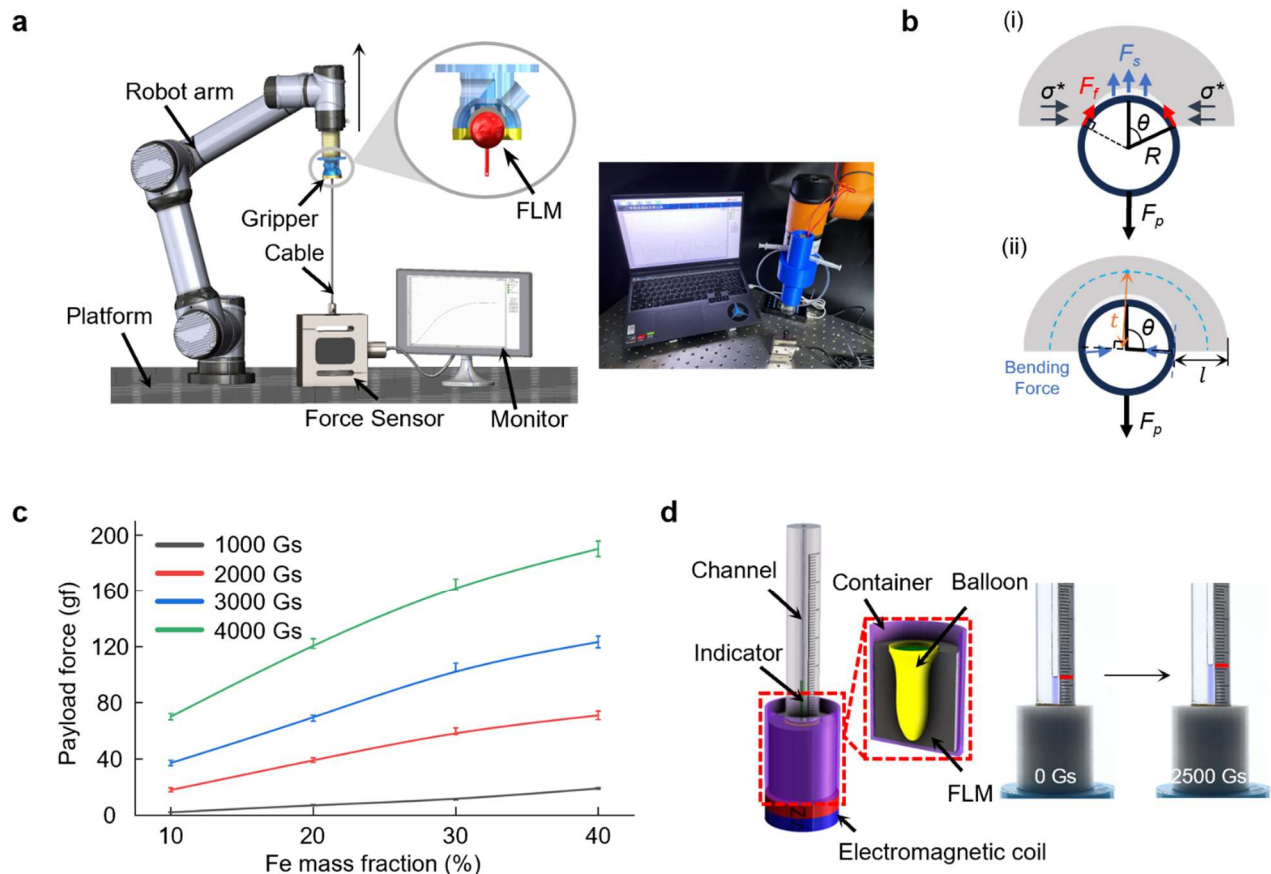 a
Robot arm
Gripper
Cable
Platform
Force Sensor
Monitor
FLM
b
(i)
F_s
σ*
F_f
σ*
θ
R
F_p
(ii)
t
θ
Bending
Force
l
F_p
c
Payload force (gf)
200
160
120
80
40
0
1000 Gs
2000 Gs
3000 Gs
4000 Gs
10
20
30
40
Fe mass fraction (%)
d
Channel
Indicator
Container
Balloon
FLM
Electromagnetic coil
0 Gs
2500 Gs